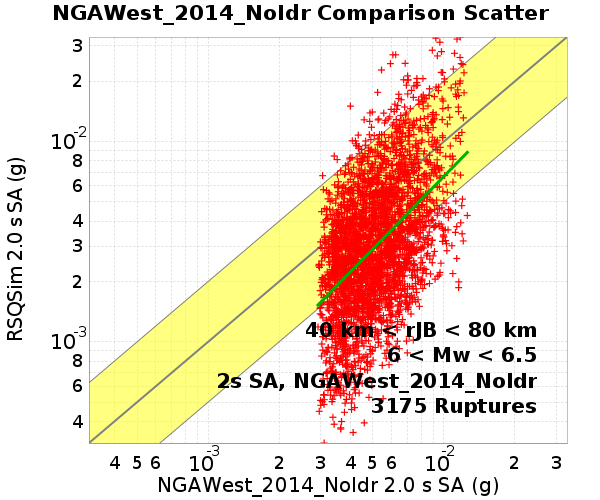 NGAWest_2014_NoIdr Comparison Scatter
RSQSim 2.0 s SA (g)
3
2
10-2
8
6
4
3
2
10-3
8
6
4
40 km < rJB < 80 km
6 < Mw < 6.5
2s SA, NGAWest_2014_NoIdr
3175 Ruptures
4 5 6 10-3 2 3 4 5 6 10-2 2 3
NGAWest_2014_NoIdr 2.0 s SA (g)